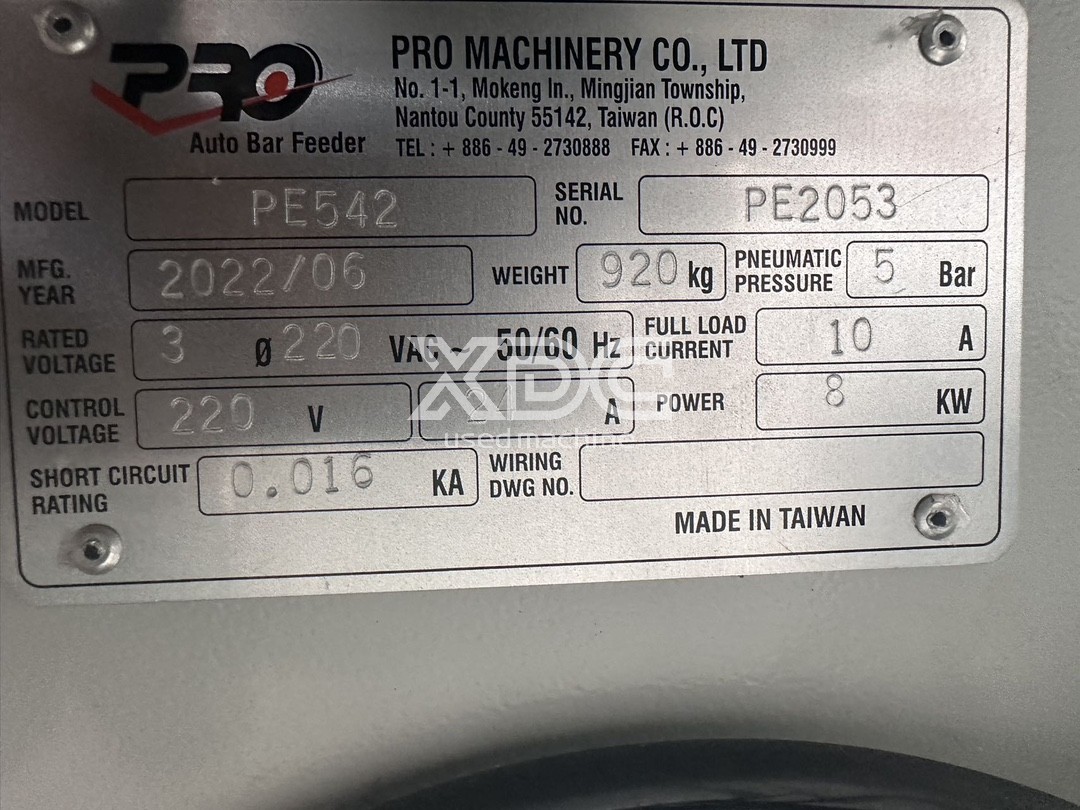 PRO
Auto Bar Feeder
PRO MACHINERY CO., LTD
No. 1-1, Mokeng ln., Mingjian Township,
Nantou County 55142, Taiwan (R.O.C)
TEL : + 886 - 49 - 2730888 FAX : + 886 - 49 - 2730999
MODEL PE542 SERIAL NO. PE2053
MFG. YEAR 2022/06 WEIGHT 920 kg PNEUMATIC PRESSURE 5 Bar
RATED VOLTAGE 3 Ø 220 VAC ~ 50/60 Hz FULL LOAD CURRENT 10 A
CONTROL VOLTAGE 220 V A POWER 8 KW
SHORT CIRCUIT RATING 0.016 KA WIRING DWG NO.
MADE IN TAIWAN
XDC
used machine